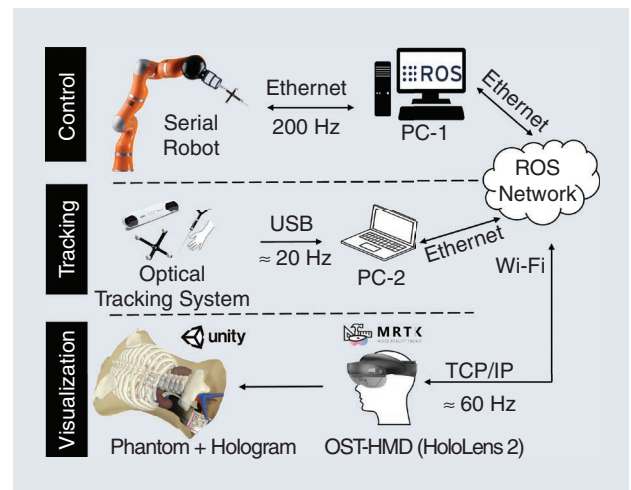 Control
Serial
Robot
Ethernet
200 Hz
ROS
PC-1
Ethernet
ROS
Network
Tracking
Optical
Tracking System
USB
≈ 20 Hz
PC-2
Ethernet
Wi-Fi
Visualization
unity
Phantom + Hologram
MRTK
OST-HMD (HoloLens 2)
TCP/IP
≈ 60 Hz